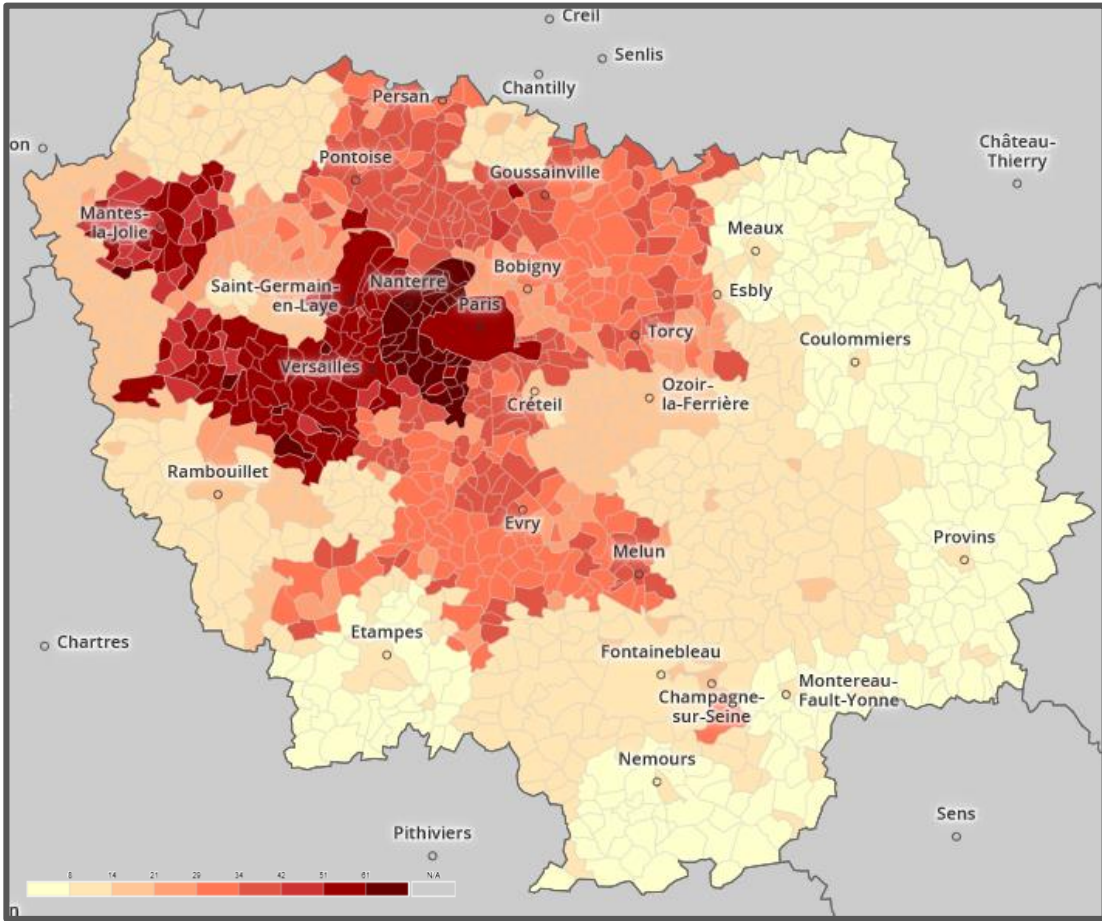 Creil
Senlis
Chantilly
Persan
on
Château-
Thierry
Pontoise
Goussainville
Mantes-
la-Jolie
Meaux
Bobigny
Nanterre
Saint-Germain-
en-Laye
Esbly
Paris
Torcy
Coulommiers
Versailles
Créteil
Ozoir-
la-Ferrière
Rambouillet
Evry
Provins
Melun
Chartres
Etampes
Fontainebleau
Champagne-
sur-Seine
Montereau-
Fault-Yonne
Nemours
Sens
Pithiviers
8 14 21 29 34 42 51 61 N/A
n